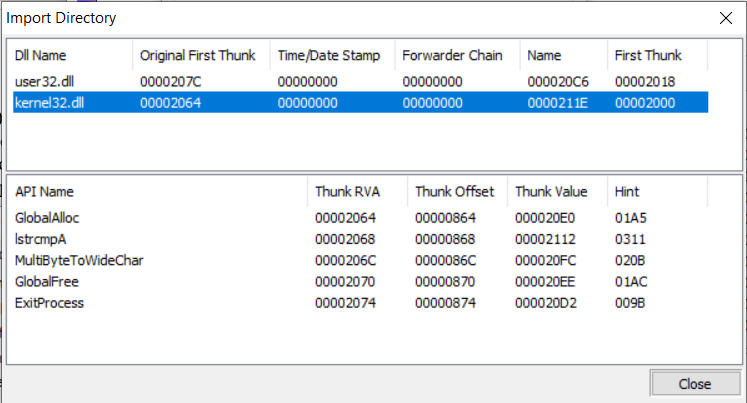 Import Directory
Dll Name Original First Thunk Time/Date Stamp Forwarder Chain Name First Thunk
user32.dll 0000207C 00000000 00000000 000020C6 00002018
kernel32.dll 00002064 00000000 00000000 0000211E 00002000
API Name Thunk RVA Thunk Offset Thunk Value Hint
GlobalAlloc 00002064 00000864 000020E0 01A5
lstrcmpA 00002068 00000868 00002112 0311
MultiByteToWideChar 0000206C 0000086C 000020FC 020B
GlobalFree 00002070 00000870 000020EE 01AC
ExitProcess 00002074 00000874 000020D2 009B
Close